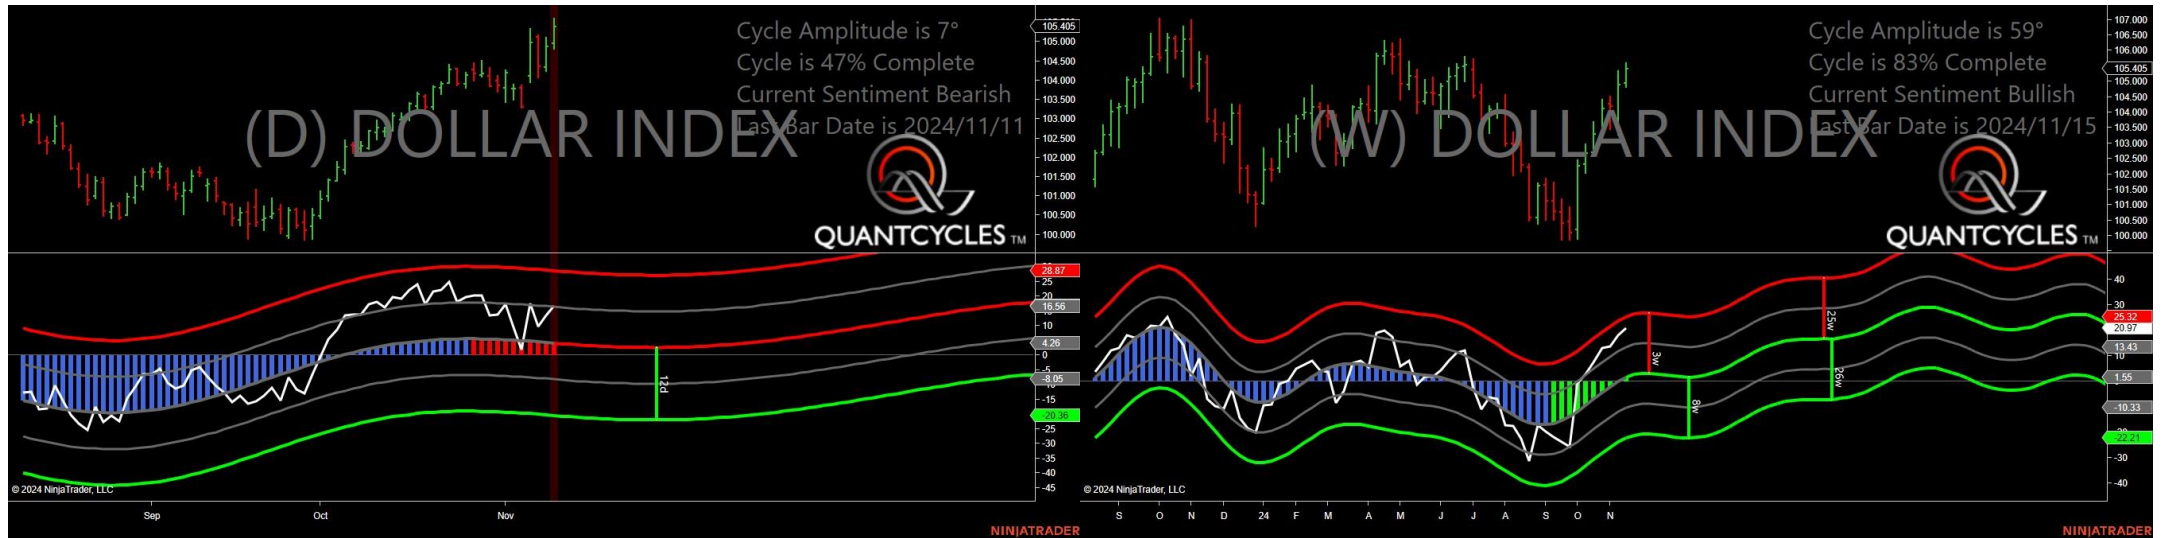 Cycle Amplitude is 7°
Cycle is 47% Complete
Current Sentiment Bearish
Last Bar Date is 2024/11/11
(D) DOLLAR INDEX
QUANTCYCLES TM
105.405
105.000
104.500
104.000
103.500
103.000
102.500
102.000
101.500
101.000
100.500
100.000
28.87
25
20
16.56
10
4.26
0
-5
-8.05
-15
-20.36
-25
-30
-35
-40
-45
12d
© 2024 NinjaTrader, LLC
Sep
Oct
Nov
NINJATRADER
Cycle Amplitude is 59°
Cycle is 83% Complete
Current Sentiment Bullish
Last Bar Date is 2024/11/15
(W) DOLLAR INDEX
QUANTCYCLES TM
107.000
106.500
106.000
105.405
105.000
104.500
104.000
103.500
103.000
102.500
102.000
101.500
101.000
100.500
100.000
40
30
25.32
20.97
13.43
10
1.55
-10.33
-22.21
-30
-40
3w
8w
25w
26w
© 2024 NinjaTrader, LLC
S O N D 24 F M A M J J A S O N
NINJATRADER